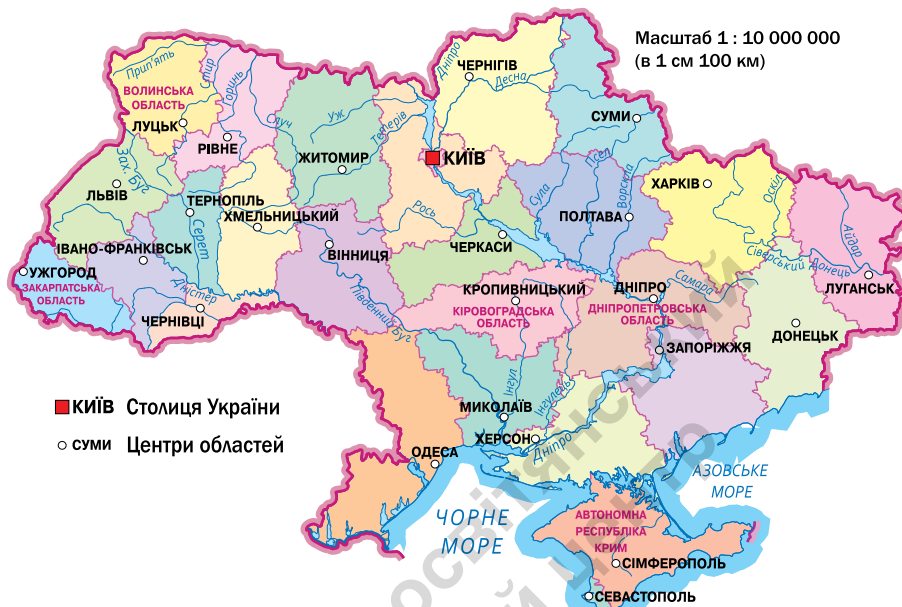 Масштаб 1 : 10 000 000
(в 1 см 100 км)
Дніпро
ЧЕРНІГІВ
Десна
Прип'ять
Стир
Горинь
ВОЛИНСЬКА
ОБЛАСТЬ
ЛУЦЬК
РІВНЕ
Случ
Уж
Тетерів
ЖИТОМИР
КИЇВ
СУМИ
Псел
Сула
Ворскла
ПОЛТАВА
ХАРКІВ
Оскіл
Айдар
Сіверський Донець
ЛУГАНСЬК
Зах. Буг
ЛЬВІВ
ТЕРНОПІЛЬ
ХМЕЛЬНИЦЬКИЙ
Серет
Рось
ЧЕРКАСИ
ВІННИЦЯ
ІВАНО-ФРАНКІВСЬК
УЖГОРОД
ЗАКАРПАТСЬКА
ОБЛАСТЬ
Дністер
ЧЕРНІВЦІ
Південний Буг
КРОПИВНИЦЬКИЙ
КІРОВОГРАДСЬКА
ОБЛАСТЬ
ДНІПРО
Самара
ДНІПРОПЕТРОВСЬКА
ОБЛАСТЬ
ДОНЕЦЬК
ЗАПОРІЖЖЯ
Інгул
Інгулець
МИКОЛАЇВ
ХЕРСОН
Дніпро
ОДЕСА
КИЇВ Столиця України
СУМИ Центри областей
АЗОВСЬКЕ
МОРЕ
ЧОРНЕ
МОРЕ
АВТОНОМНА
РЕСПУБЛІКА
КРИМ
СІМФЕРОПОЛЬ
СЕВАСТОПОЛЬ
ОСВІТЯНСЬКИЙ
ЦЕНТР